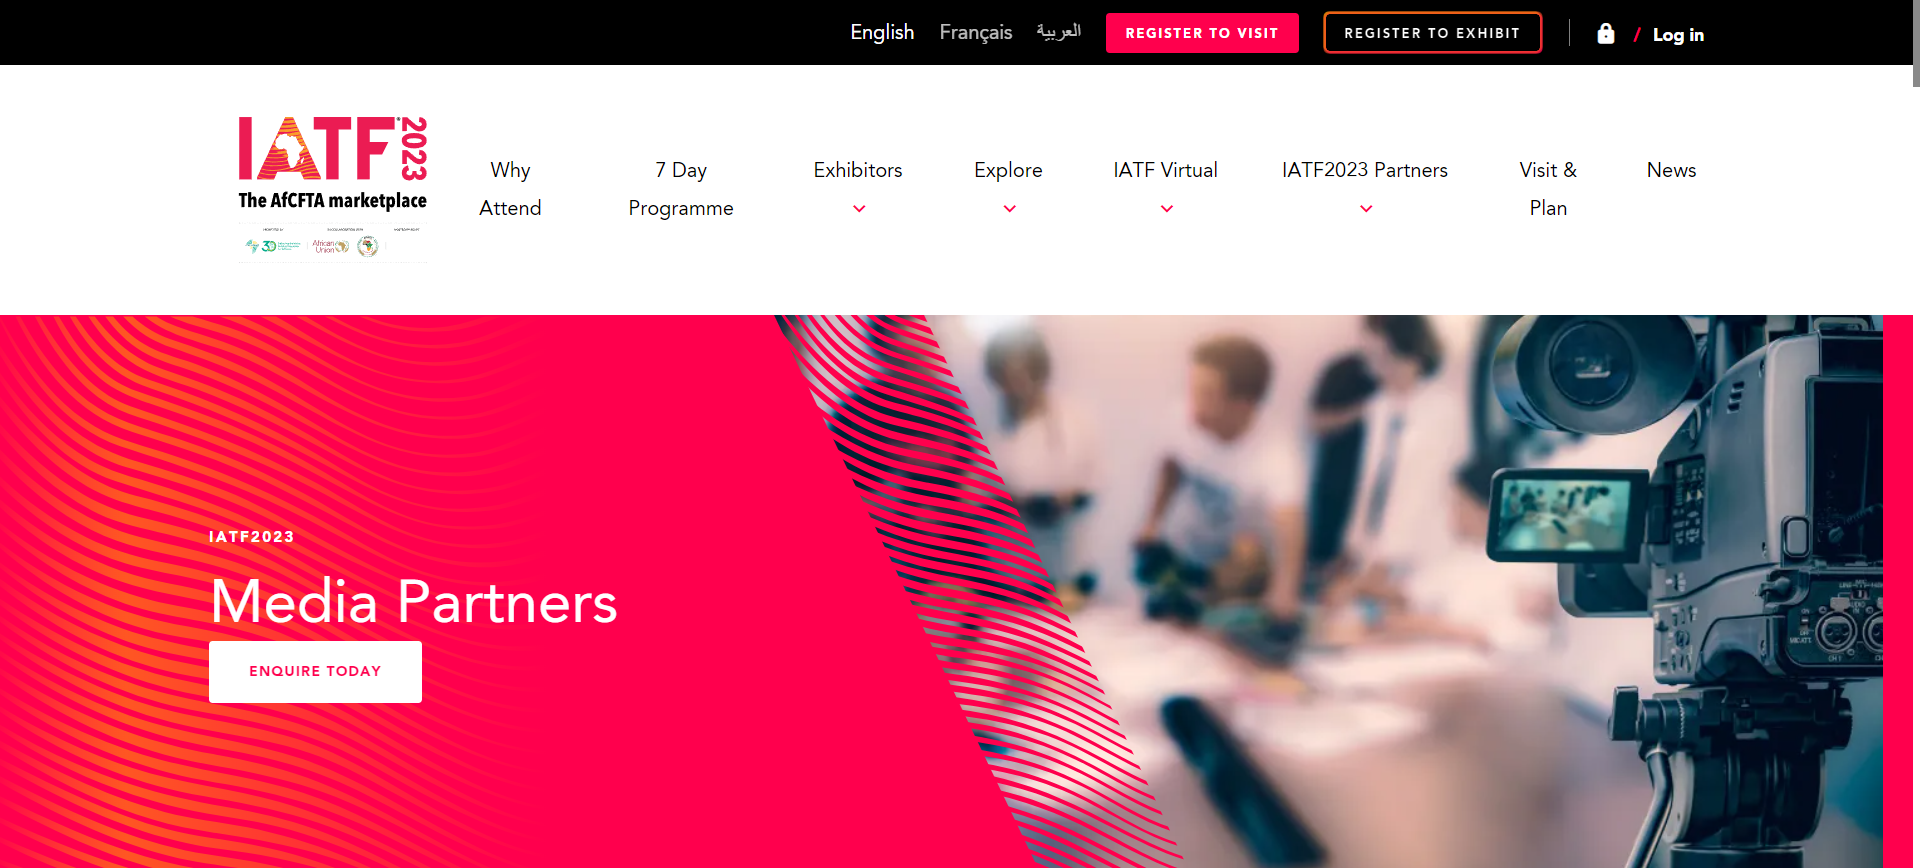 English Français العربية REGISTER TO VISIT REGISTER TO EXHIBIT / Log in
IATF 2023
The AfCFTA marketplace
African Union
Why Attend
7 Day Programme
Exhibitors
Explore
IATF Virtual
IATF2023 Partners
Visit & Plan
News
IATF2023
Media Partners
ENQUIRE TODAY